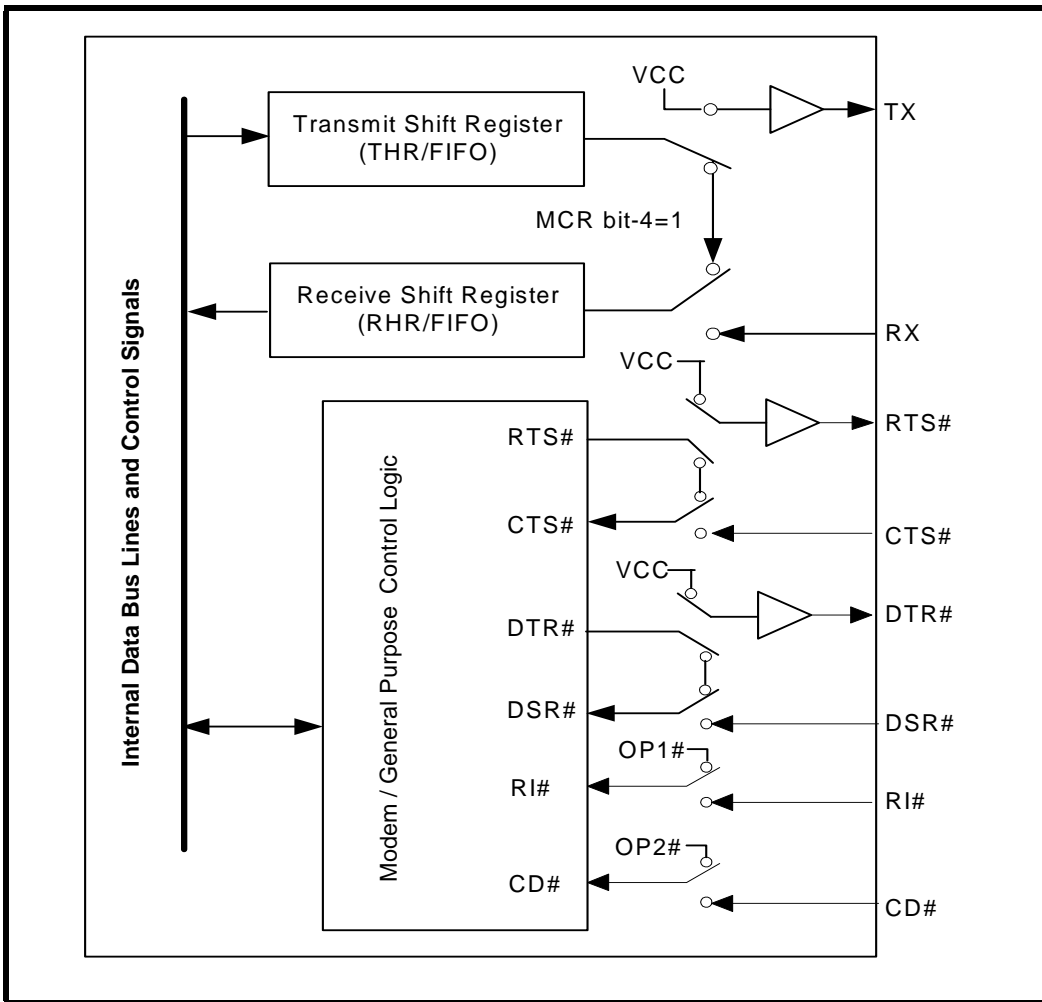 VCC
TX
Transmit Shift Register
(THR/FIFO)
MCR bit-4=1
Receive Shift Register
(RHR/FIFO)
RX
VCC
RTS#
RTS#
CTS#
CTS#
VCC
DTR#
DTR#
DSR#
DSR#
OP1#
RI#
RI#
OP2#
CD#
CD#
Internal Data Bus Lines and Control Signals
Modem / General Purpose Control Logic